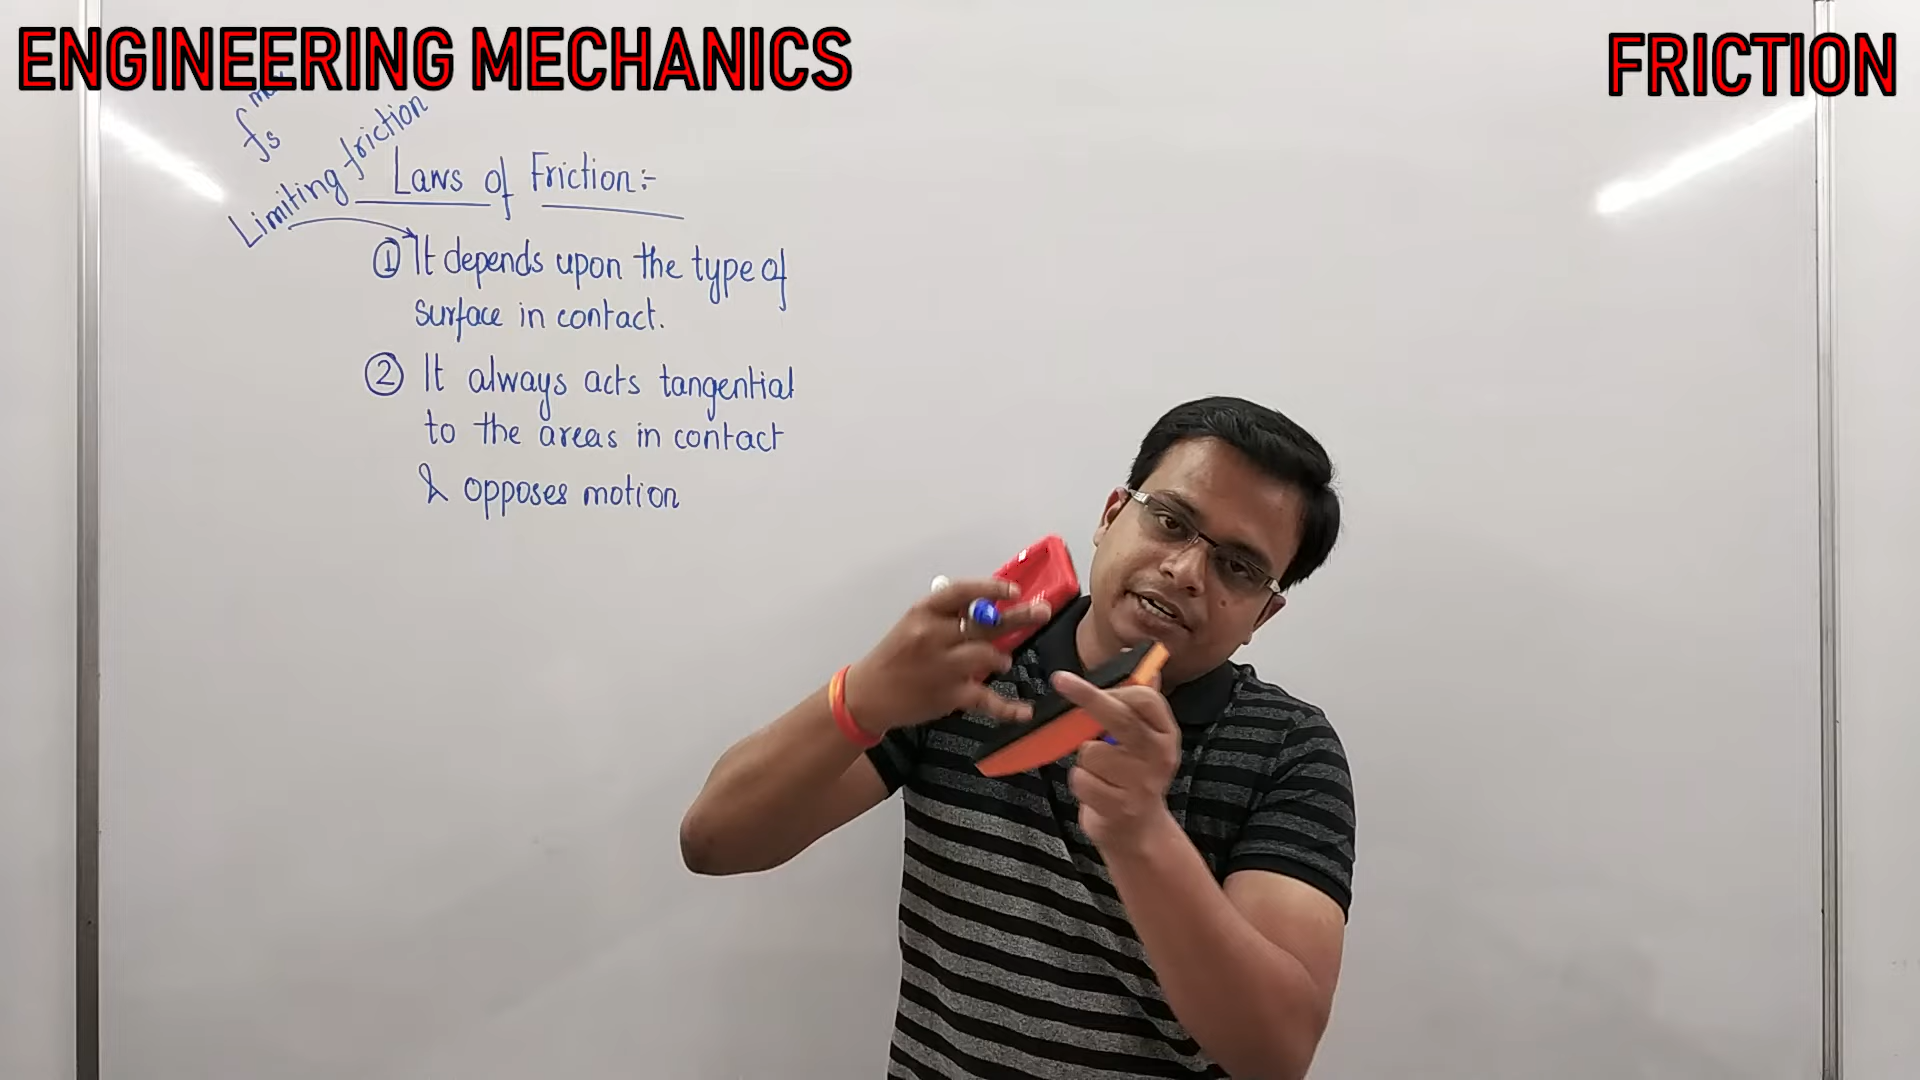 ENGINEERING MECHANICS
FRICTION
fs
Limiting friction
Laws of Friction:-
① It depends upon the type of
surface in contact.
② It always acts tangential
to the areas in contact
& opposes motion